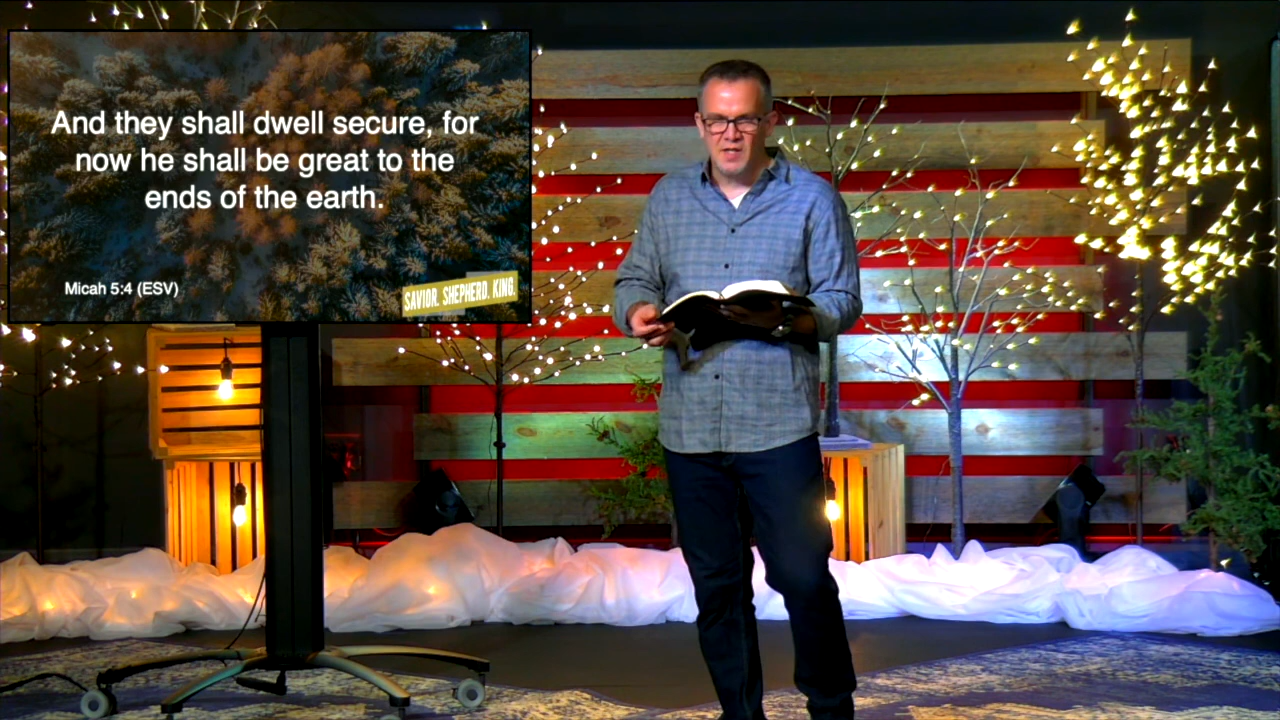 And they shall dwell secure, for
now he shall be great to the
ends of the earth.
Micah 5:4 (ESV)
SAVIOR. SHEPHERD. KING.